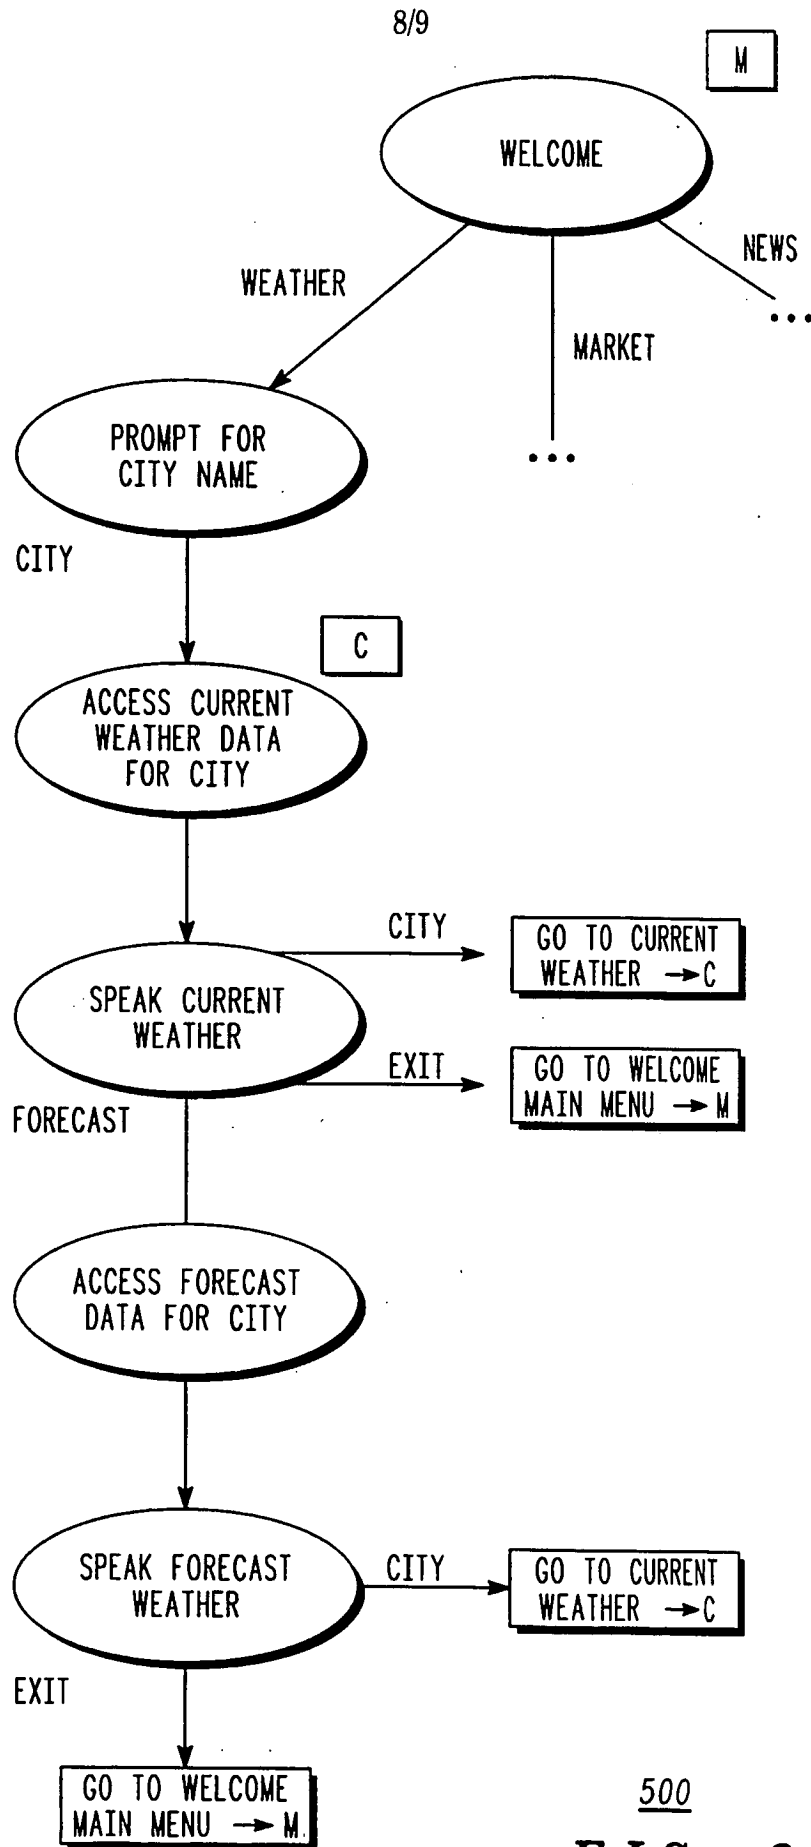 8/9
M
WELCOME
WEATHER
MARKET
NEWS
•••
•••
PROMPT FOR
CITY NAME
CITY
C
ACCESS CURRENT
WEATHER DATA
FOR CITY
SPEAK CURRENT
WEATHER
CITY
GO TO CURRENT
WEATHER → C
EXIT
GO TO WELCOME
MAIN MENU → M
FORECAST
ACCESS FORECAST
DATA FOR CITY
SPEAK FORECAST
WEATHER
CITY
GO TO CURRENT
WEATHER → C
EXIT
GO TO WELCOME
MAIN MENU → M
500